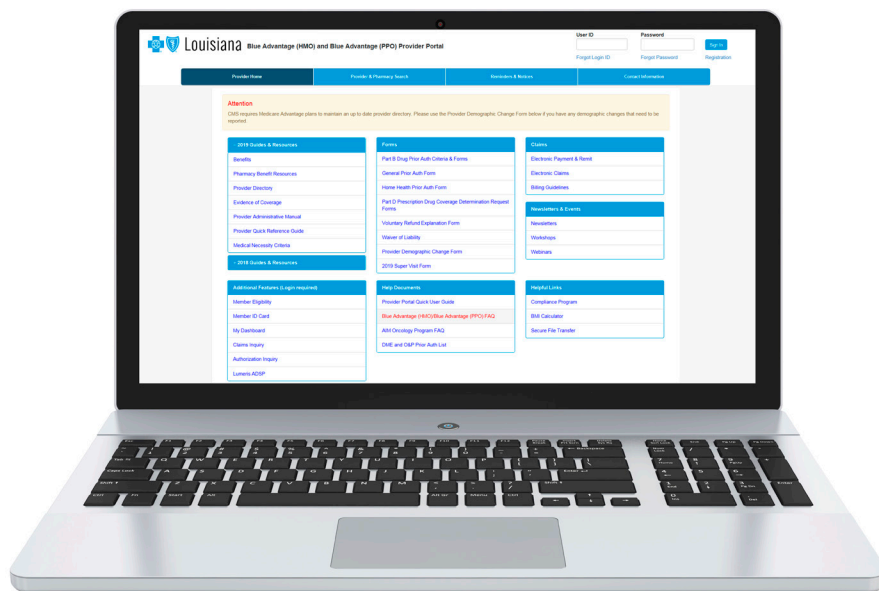 User ID
Password
Louisiana Blue Advantage (HMO) and Blue Advantage (PPO) Provider Portal
Sign In
Forgot Login ID
Forgot Password
Registration
Provider Home
Provider & Pharmacy Search
Reminders & Notices
Contact Information
Attention
CMS requires Medicare Advantage plans to maintain an up to date provider directory. Please use the Provider Demographic Change Form below if you have any demographic changes that need to be
reported.
- 2019 Guides & Resources
Benefits
Pharmacy Benefit Resources
Provider Directory
Evidence of Coverage
Provider Administrative Manual
Provider Quick Reference Guide
Medical Necessity Criteria
- 2018 Guides & Resources
Forms
Part B Drug Prior Auth Criteria & Forms
General Prior Auth Form
Home Health Prior Auth Form
Part D Prescription Drug Coverage Determination Request
Forms
Voluntary Refund Explanation Form
Waiver of Liability
Provider Demographic Change Form
2019 Super Visit Form
Claims
Electronic Payment & Remit
Electronic Claims
Billing Guidelines
Newsletters & Events
Newsletters
Workshops
Webinars
Additional Features (Login required)
Member Eligibility
Member ID Card
My Dashboard
Claims Inquiry
Authorization Inquiry
Lumeris ADSP
Help Documents
Provider Portal Quick User Guide
Blue Advantage (HMO)/Blue Advantage (PPO) FAQ
AIM Oncology Program FAQ
DME and O&P Prior Auth List
Helpful Links
Compliance Program
BMI Calculator
Secure File Transfer